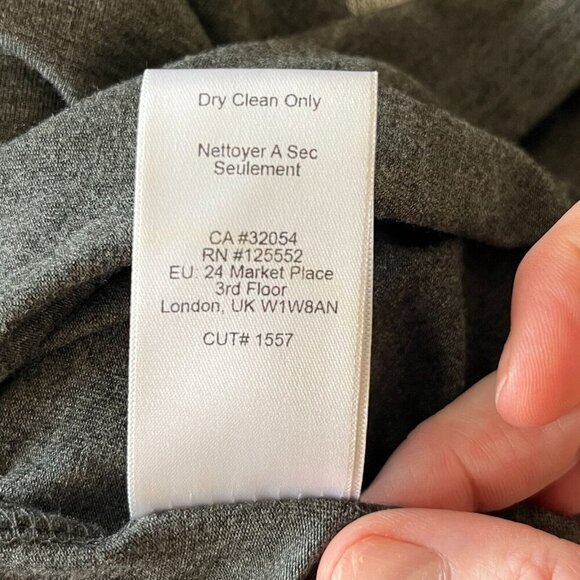 Dry Clean Only
Nettoyer A Sec
Seulement
CA #32054
RN #125552
EU: 24 Market Place
3rd Floor
London, UK W1W8AN
CUT# 1557